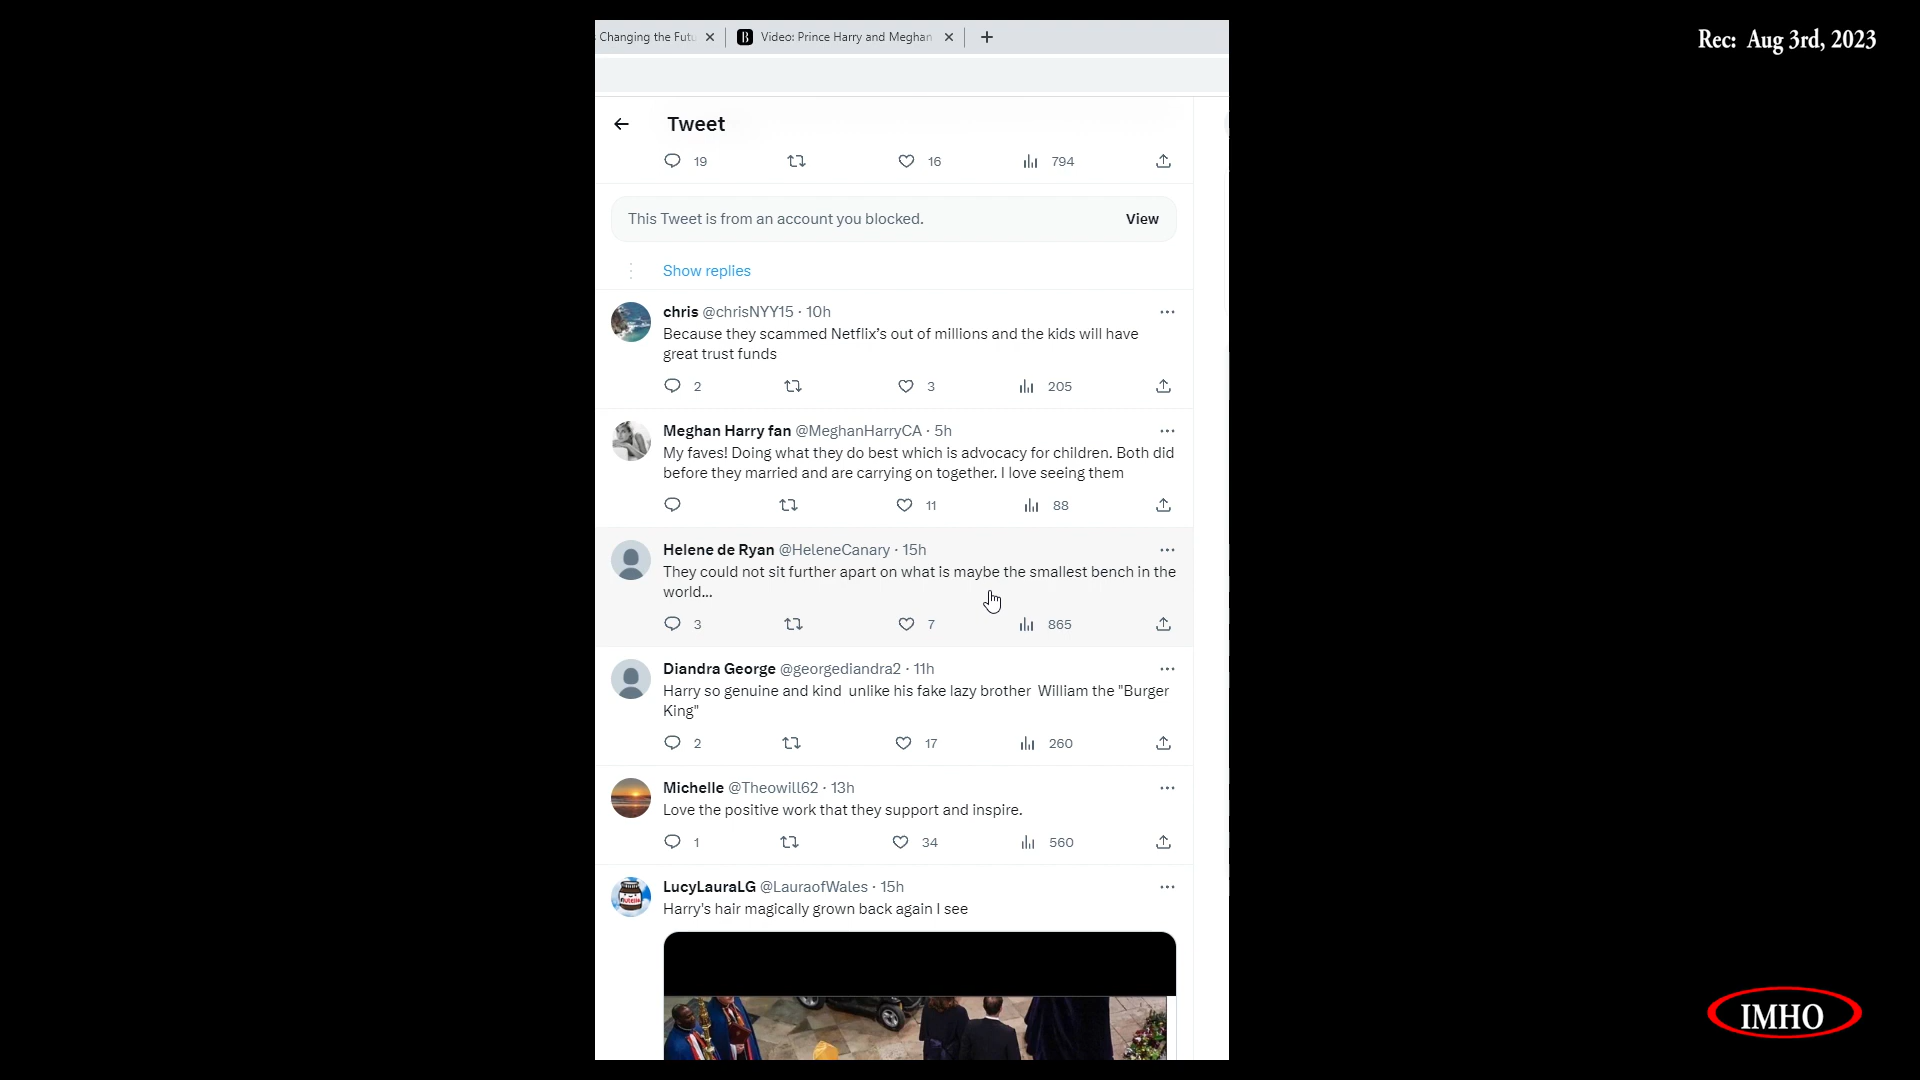 Changing the Futu
Video: Prince Harry and Meghan
Rec: Aug 3rd, 2023
Tweet
19 16 794
This Tweet is from an account you blocked. View
Show replies
chris @chrisNYY15 · 10h
Because they scammed Netflix's out of millions and the kids will have
great trust funds
2 3 205
Meghan Harry fan @MeghanHarryCA · 5h
My faves! Doing what they do best which is advocacy for children. Both did
before they married and are carrying on together. I love seeing them
11 88
Helene de Ryan @HeleneCanary · 15h
They could not sit further apart on what is maybe the smallest bench in the
world...
3 7 865
Diandra George @georgediandra2 · 11h
Harry so genuine and kind unlike his fake lazy brother William the "Burger
King"
2 17 260
Michelle @Theowill62 · 13h
Love the positive work that they support and inspire.
1 34 560
LucyLauraLG @LauraofWales · 15h
Harry's hair magically grown back again I see
nutella
IMHO